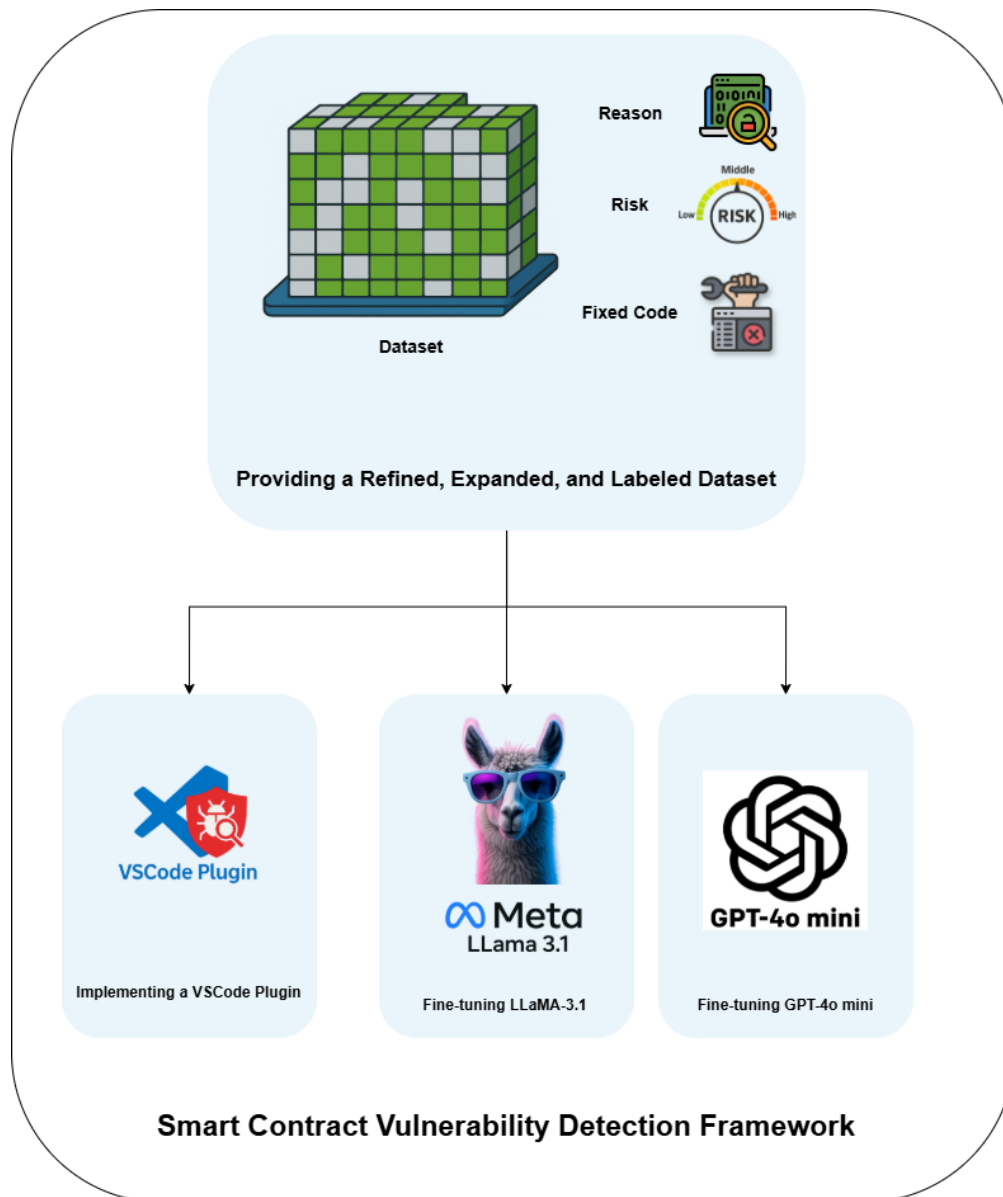 Reason
Middle
Low
High
RISK
Risk
Fixed Code
Dataset
Providing a Refined, Expanded, and Labeled Dataset
VSCode Plugin
Implementing a VSCode Plugin
Meta
LLama 3.1
Fine-tuning LLaMA-3.1
GPT-4o mini
Fine-tuning GPT-4o mini
Smart Contract Vulnerability Detection Framework